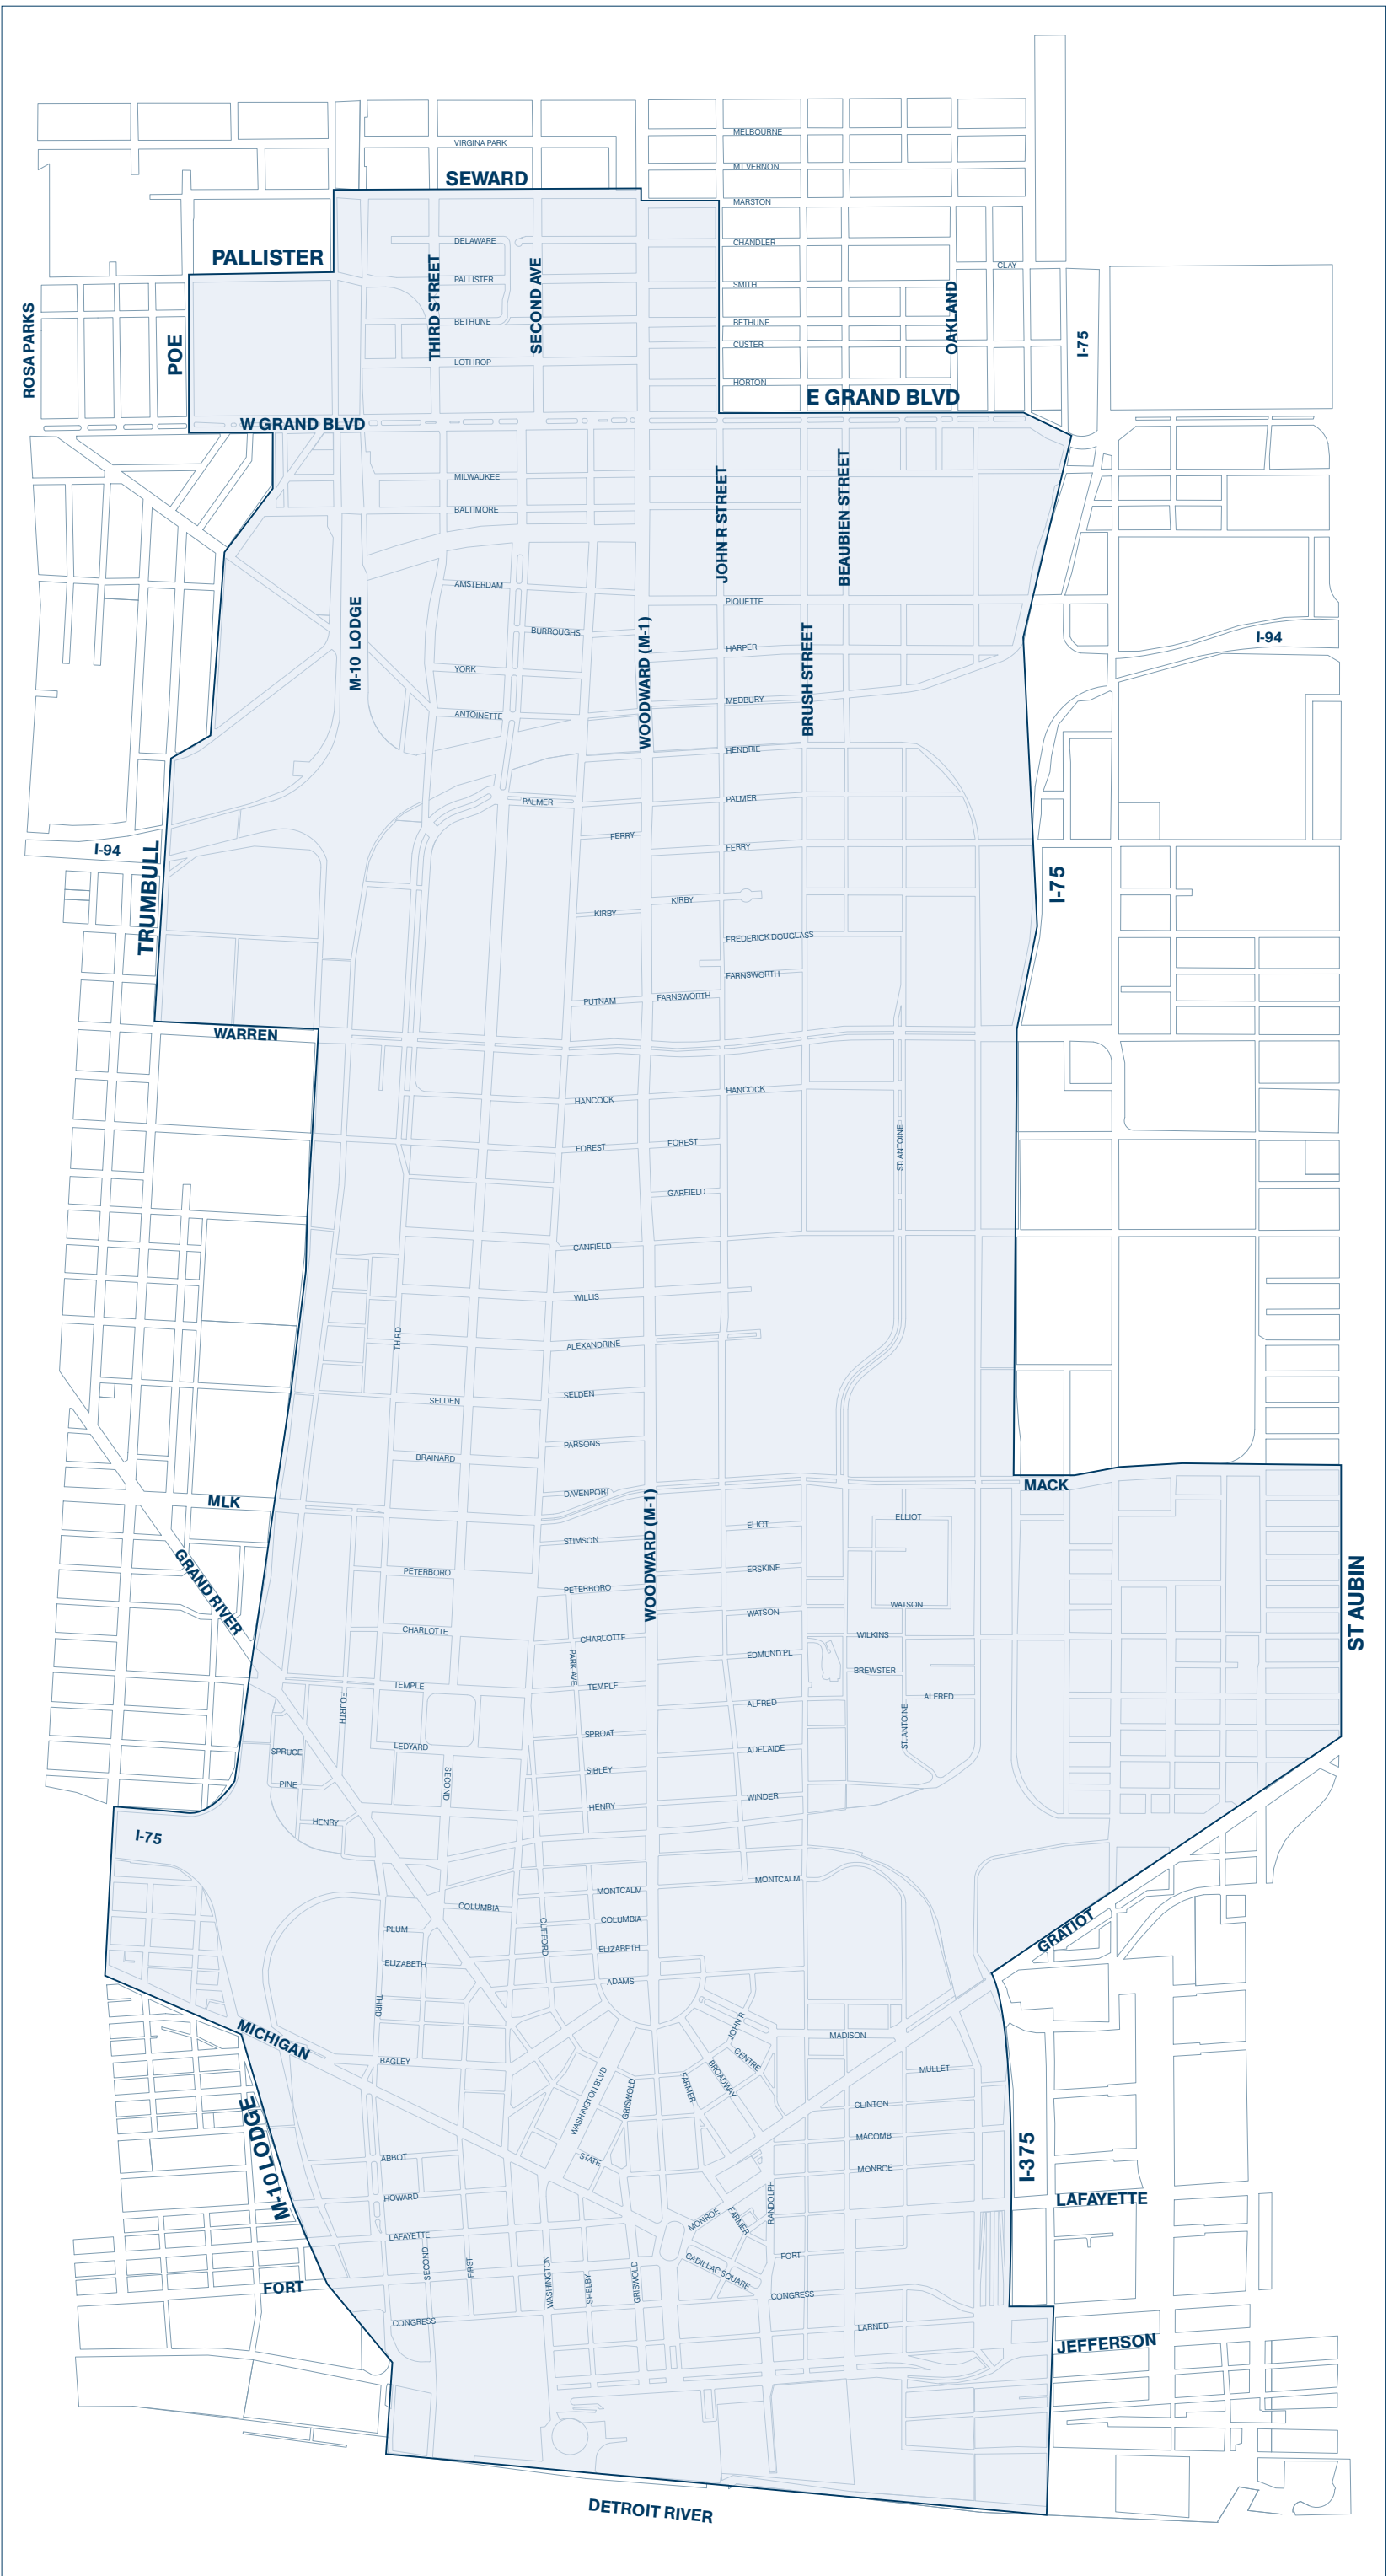 MELBOURNE
VIRGINA PARK
MT VERNON
SEWARD
MARSTON
DELAWARE
CHANDLER
PALLISTER
CLAY
THIRD STREET
SECOND AVE
PALLISTER
SMITH
OAKLAND
ROSA PARKS
POE
BETHUNE
BETHUNE
I-75
CUSTER
LOTHROP
HORTON
E GRAND BLVD
W GRAND BLVD
MILWAUKEE
JOHN R STREET
BEAUBIEN STREET
BALTIMORE
AMSTERDAM
PIQUETTE
M-10 LODGE
BURROUGHS
I-94
HARPER
WOODWARD (M-1)
BRUSH STREET
YORK
MEDBURY
ANTOINETTE
HENDRIE
PALMER
PALMER
FERRY
FERRY
I-94
TRUMBULL
I-75
KIRBY
KIRBY
FREDERICK DOUGLASS
FARNSWORTH
PUTNAM
FARNSWORTH
WARREN
HANCOCK
HANCOCK
FOREST
FOREST
ST. ANTOINE
GARFIELD
CANFIELD
WILLIS
THIRD
ALEXANDRINE
SELDEN
SELDEN
PARSONS
BRAINARD
MACK
DAVENPORT
MLK
ELIOT
ELLIOT
WOODWARD (M-1)
STIMSON
GRAND RIVER
PETERBORO
ERSKINE
PETERBORO
ST AUBIN
WATSON
WATSON
CHARLOTTE
CHARLOTTE
WILKINS
EDMUND PL
PARK AVE
BREWSTER
TEMPLE
TEMPLE
ALFRED
ALFRED
FOURTH
ST. ANTOINE
SPROAT
LEDYARD
ADELAIDE
SPRUCE
SIBLEY
PINE
SECOND
WINDER
HENRY
HENRY
I-75
MONTCALM
MONTCALM
COLUMBIA
COLUMBIA
PLUM
CLIFFORD
GRATIOT
ELIZABETH
ELIZABETH
ADAMS
THIRD
JOHN R
MADISON
MICHIGAN
BAGLEY
CENTRE
BROADWAY
MULLET
WASHINGTON BLVD
GRISWOLD
FARMER
CLINTON
M-10 LODGE
MACOMB
I-375
ABBOT
STATE
MONROE
HOWARD
RANDOLPH
LAFAYETTE
MONROE
FARMER
LAFAYETTE
FORT
CADILLAC SQUARE
SECOND
FIRST
WASHINGTON
SHELBY
GRISWOLD
FORT
CONGRESS
CONGRESS
LARNED
JEFFERSON
DETROIT RIVER